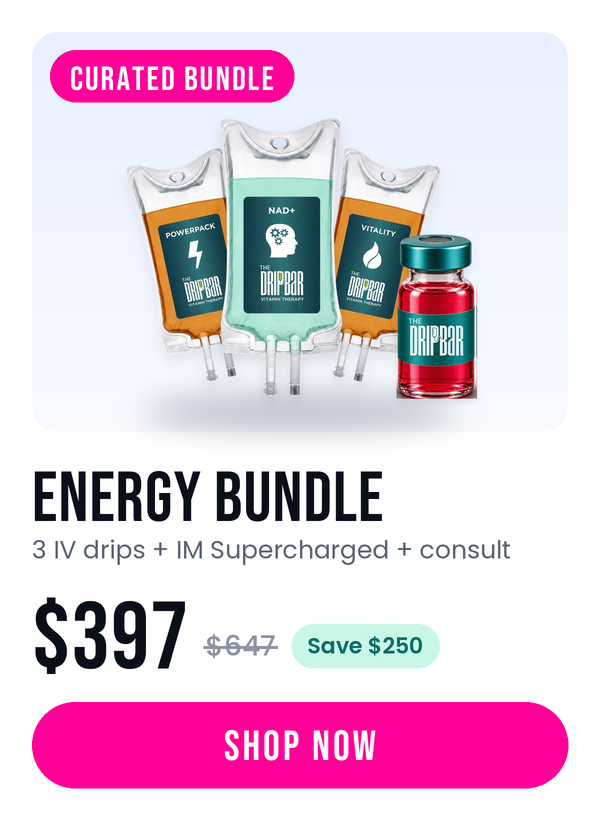 CURATED BUNDLE
POWERPACK
THE
DRIPBAR
VITAMIN THERAPY
NAD+
THE
DRIPBAR
VITAMIN THERAPY
VITALITY
THE
DRIPBAR
VITAMIN THERAPY
THE
DRIPBAR
ENERGY BUNDLE
3 IV drips + IM Supercharged + consult
$397 $647 Save $250
SHOP NOW